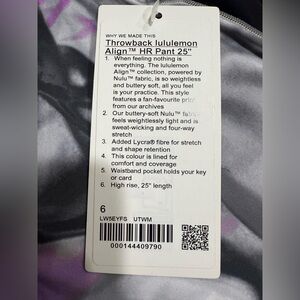 WHY WE MADE THIS
Throwback lululemon
Align™ HR Pant 25"
1. When feeling nothing is
everything. The lululemon
Align™ collection, powered by
Nulu™ fabric, is so weightless
and buttery soft, all you feel
is your practice. This style
features a fan-favourite print
from our archives
2. Our buttery-soft Nulu™ fabric
feels weightlessly light and is
sweat-wicking and four-way
stretch
3. Added Lycra® fibre for stretch
and shape retention
4. This colour is lined for
comfort and coverage
5. Waistband pocket holds your
key or card
6. High rise, 25" length
6
LW5EYFS UTWM
000144409790